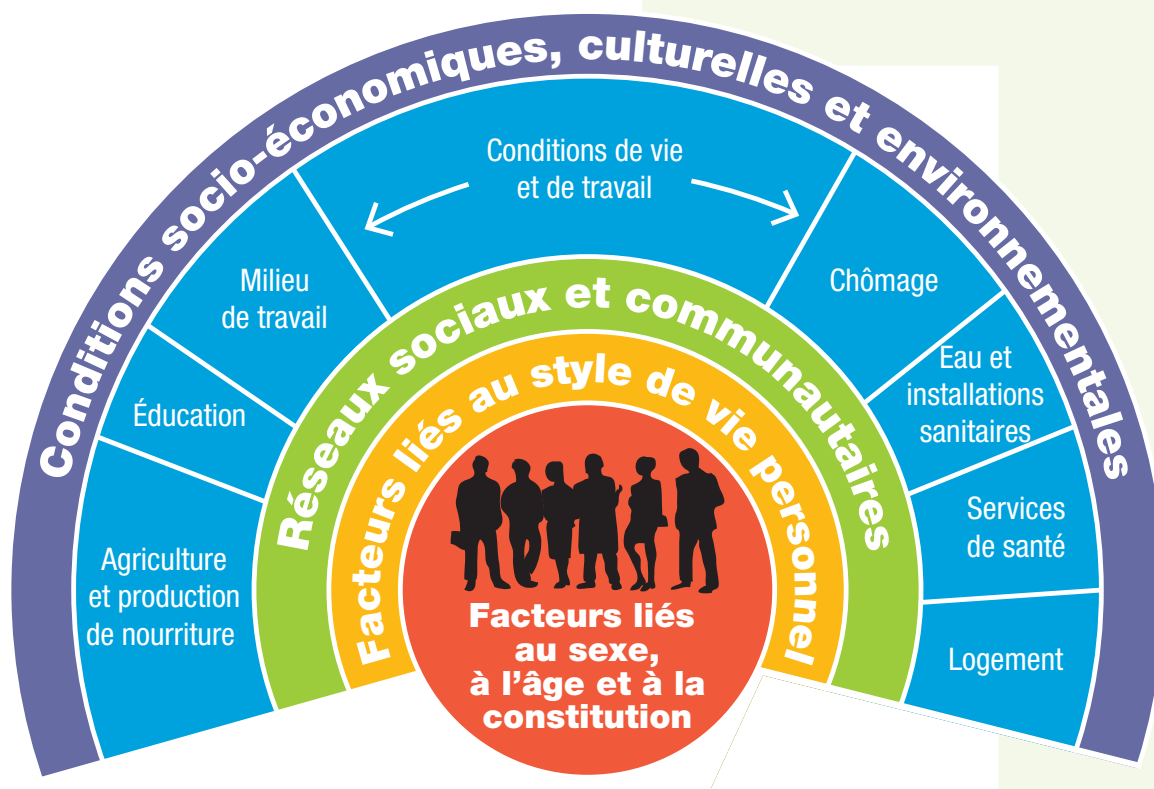 Conditions socio-économiques, culturelles et environnementales
Conditions de vie
et de travail
Milieu
de travail
Éducation
Agriculture
et production
de nourriture
Chômage
Eau et
installations
sanitaires
Services
de santé
Logement
Réseaux sociaux et communautaires
Facteurs liés au style de vie personnel
Facteurs liés
au sexe,
à l’âge et à la
constitution